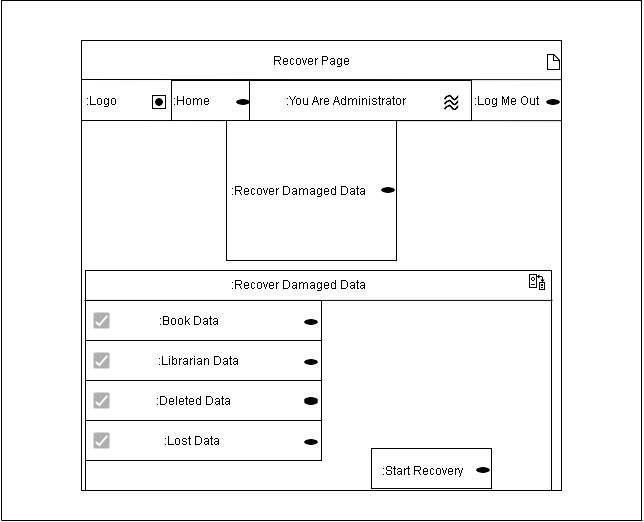 Recover Page
:Logo
:Home
:You Are Administrator
:Log Me Out
:Recover Damaged Data
:Recover Damaged Data
:Book Data
:Librarian Data
:Deleted Data
:Lost Data
:Start Recovery